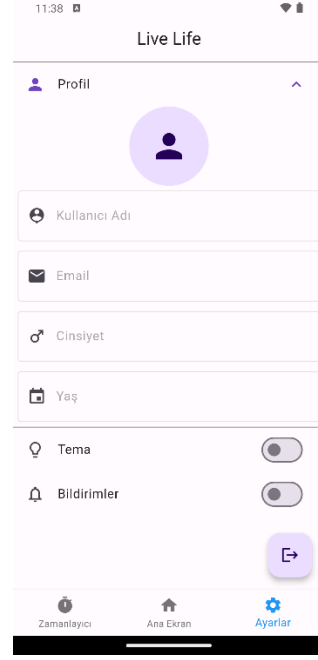 11:38
Live Life
Profil
Kullanıcı Adı
Email
Cinsiyet
Yaş
Tema
Bildirimler
Zamanlayıcı
Ana Ekran
Ayarlar